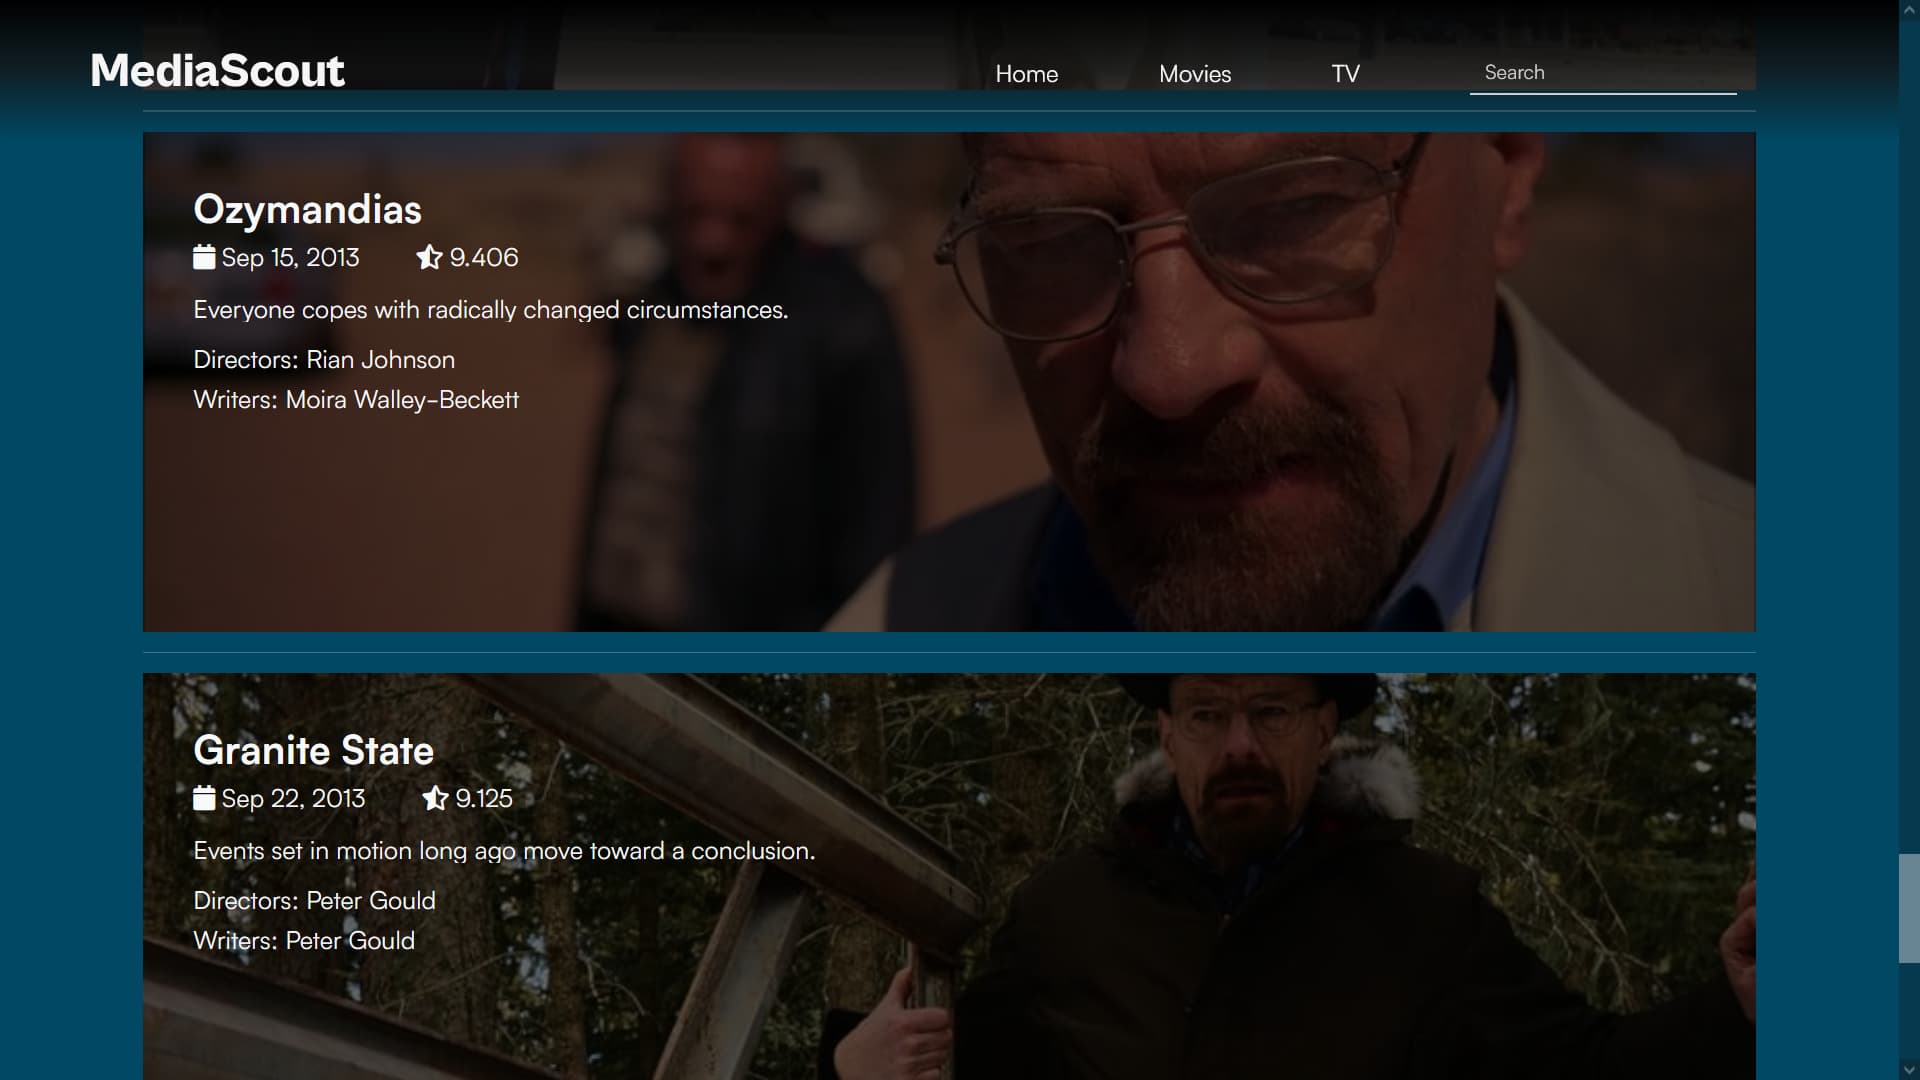 MediaScout
Home Movies TV Search
Ozymandias
Sep 15, 2013 9.406
Everyone copes with radically changed circumstances.
Directors: Rian Johnson
Writers: Moira Walley-Beckett
Granite State
Sep 22, 2013 9.125
Events set in motion long ago move toward a conclusion.
Directors: Peter Gould
Writers: Peter Gould